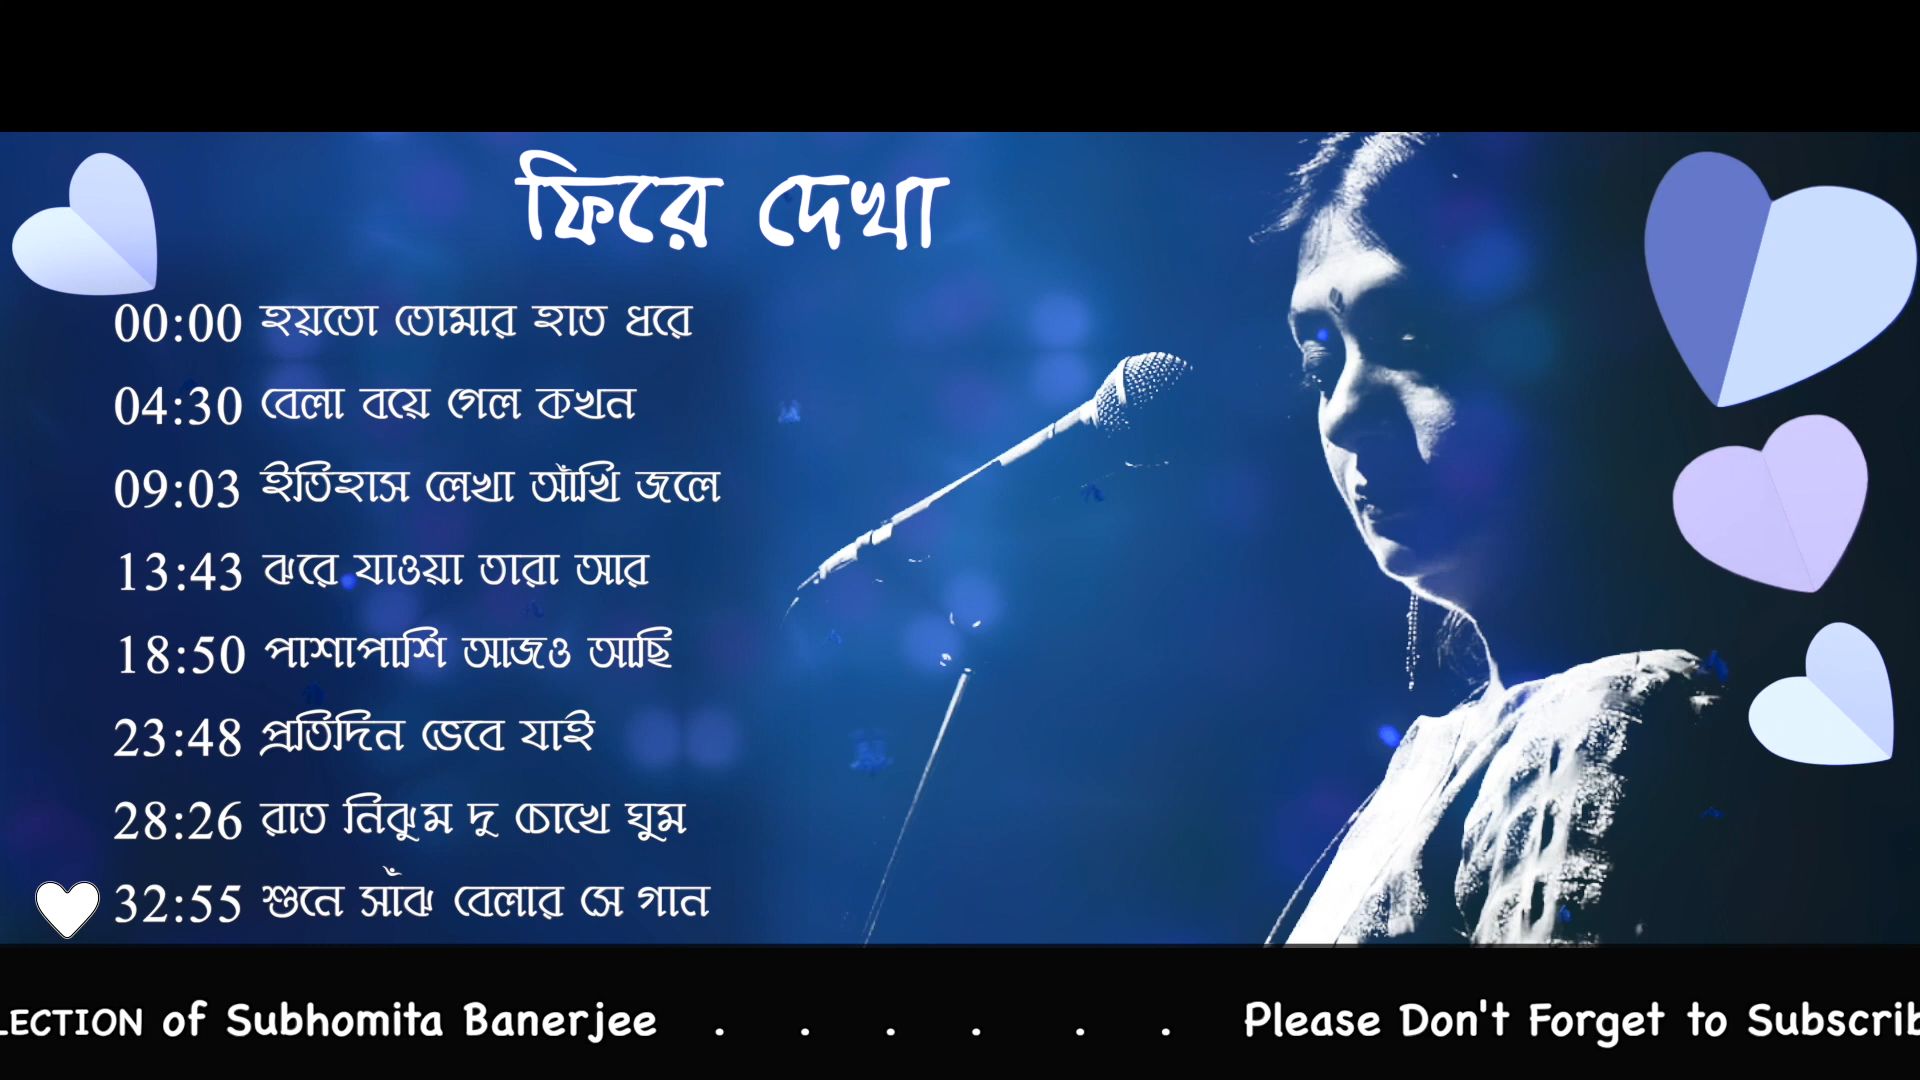 ফিরে দেখা
00:00 হয়তো তোমার হাত ধরে
04:30 বেলা বয়ে গেল কখন
09:03 ইতিহাস লেখা আঁখি জলে
13:43 ঝরে যাওয়া তারা আর
18:50 পাশাপাশি আজও আছি
23:48 প্রতিদিন ভেবে যাই
28:26 রাত নিঝুম দু চোখে ঘুম
32:55 শুনে সাঁঝ বেলার সে গান
LECTION of Subhomita Banerjee . . . . . . Please Don't Forget to Subscrib